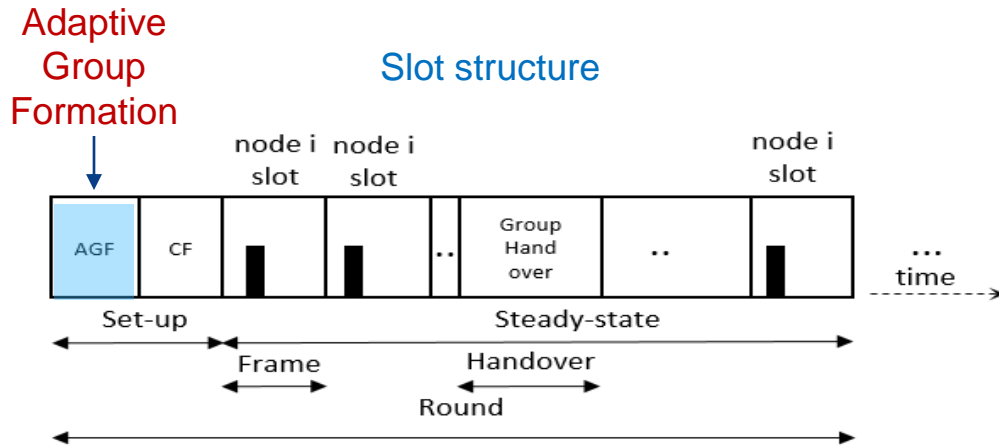 Adaptive
Group
Formation
Slot structure
node i
slot
node i
slot
node i
slot
AGF
CF
..
Group
Hand
over
..
...
time
Set-up
Steady-state
Frame
Handover
Round